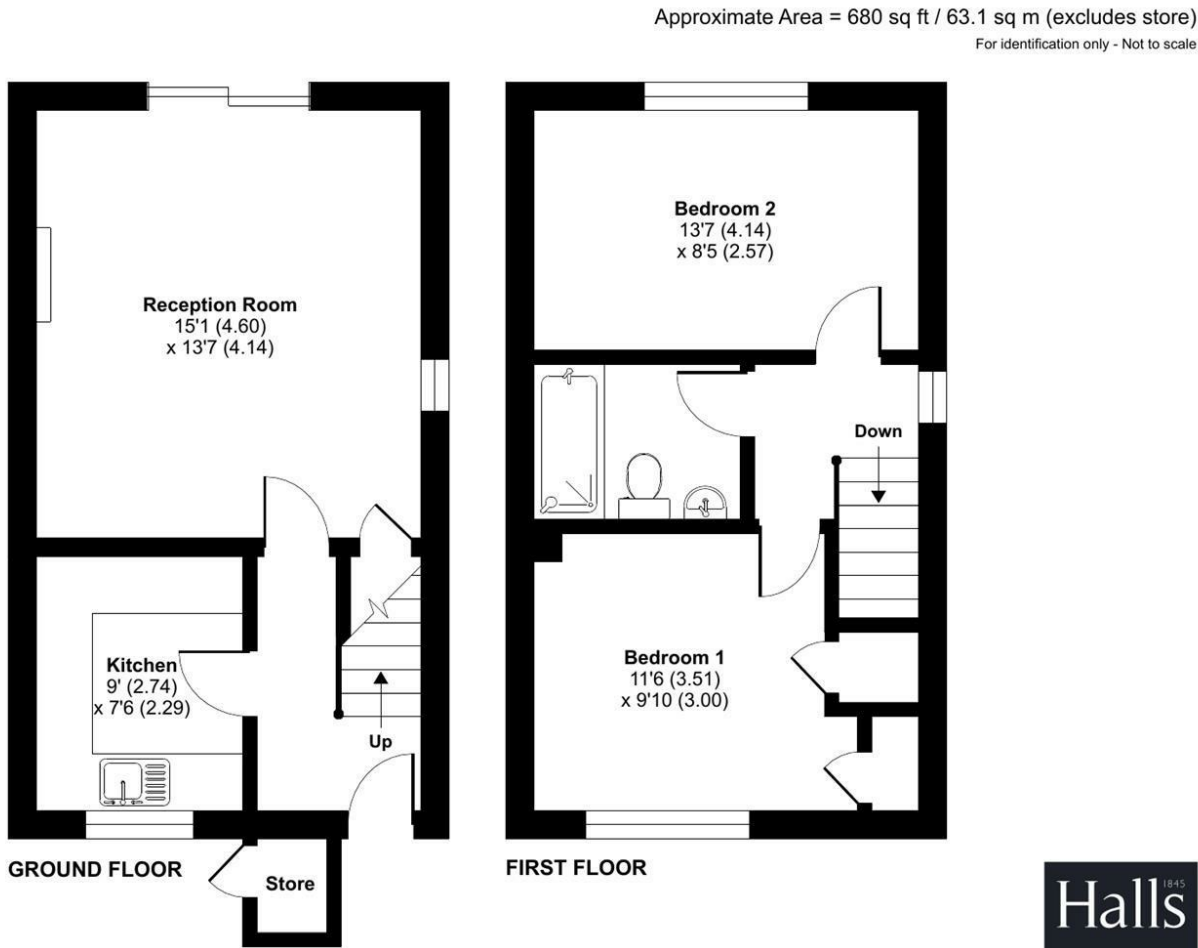 Approximate Area = 680 sq ft / 63.1 sq m (excludes store)
For identification only - Not to scale
Reception Room
15'1 (4.60)
x 13'7 (4.14)
Kitchen
9' (2.74)
x 7'6 (2.29)
Up
Store
GROUND FLOOR
Bedroom 2
13'7 (4.14)
x 8'5 (2.57)
Down
Bedroom 1
11'6 (3.51)
x 9'10 (3.00)
FIRST FLOOR
1845
Halls